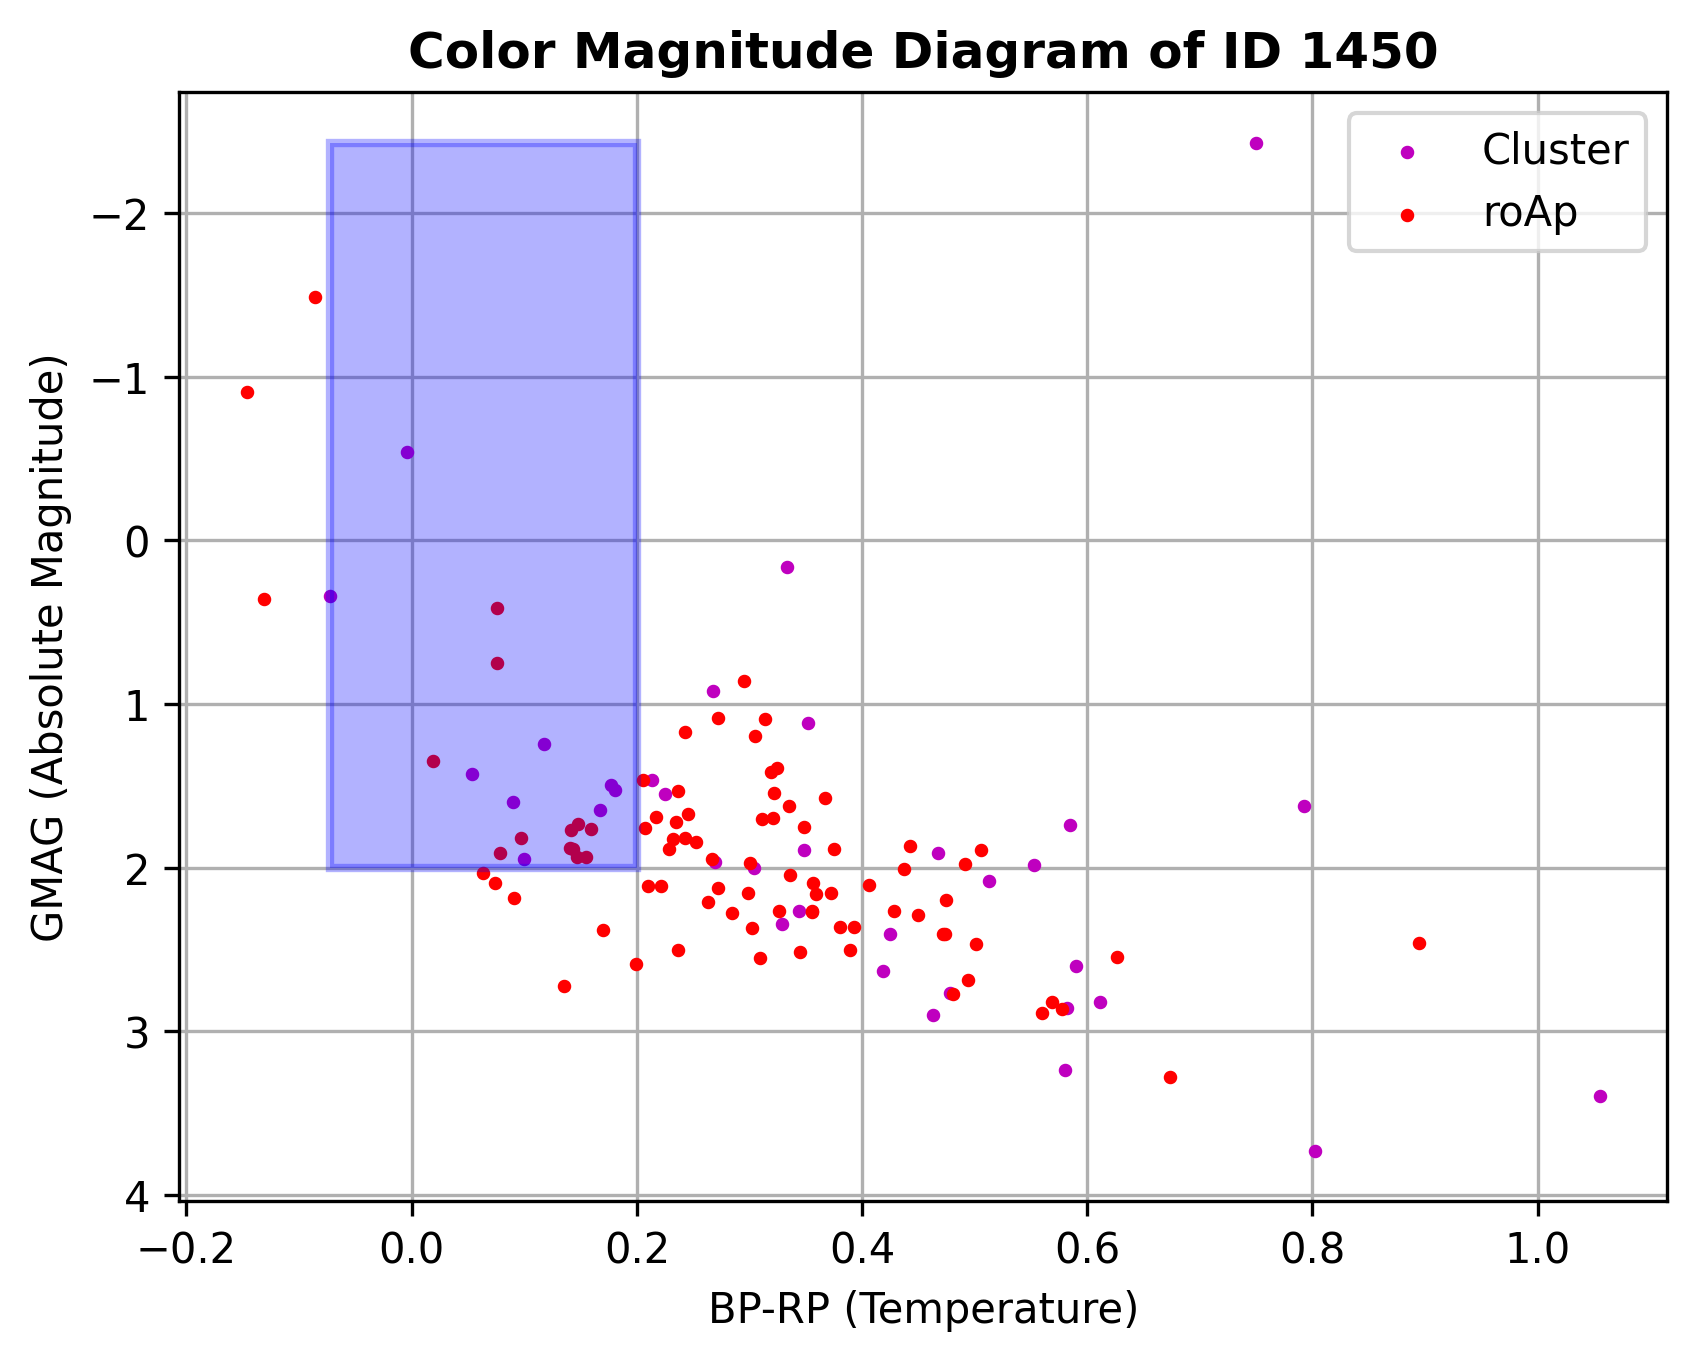 Color Magnitude Diagram of ID 1450
Cluster
roAp
GMAG (Absolute Magnitude)
−2
−1
0
1
2
3
4
−0.2 0.0 0.2 0.4 0.6 0.8 1.0
BP-RP (Temperature)